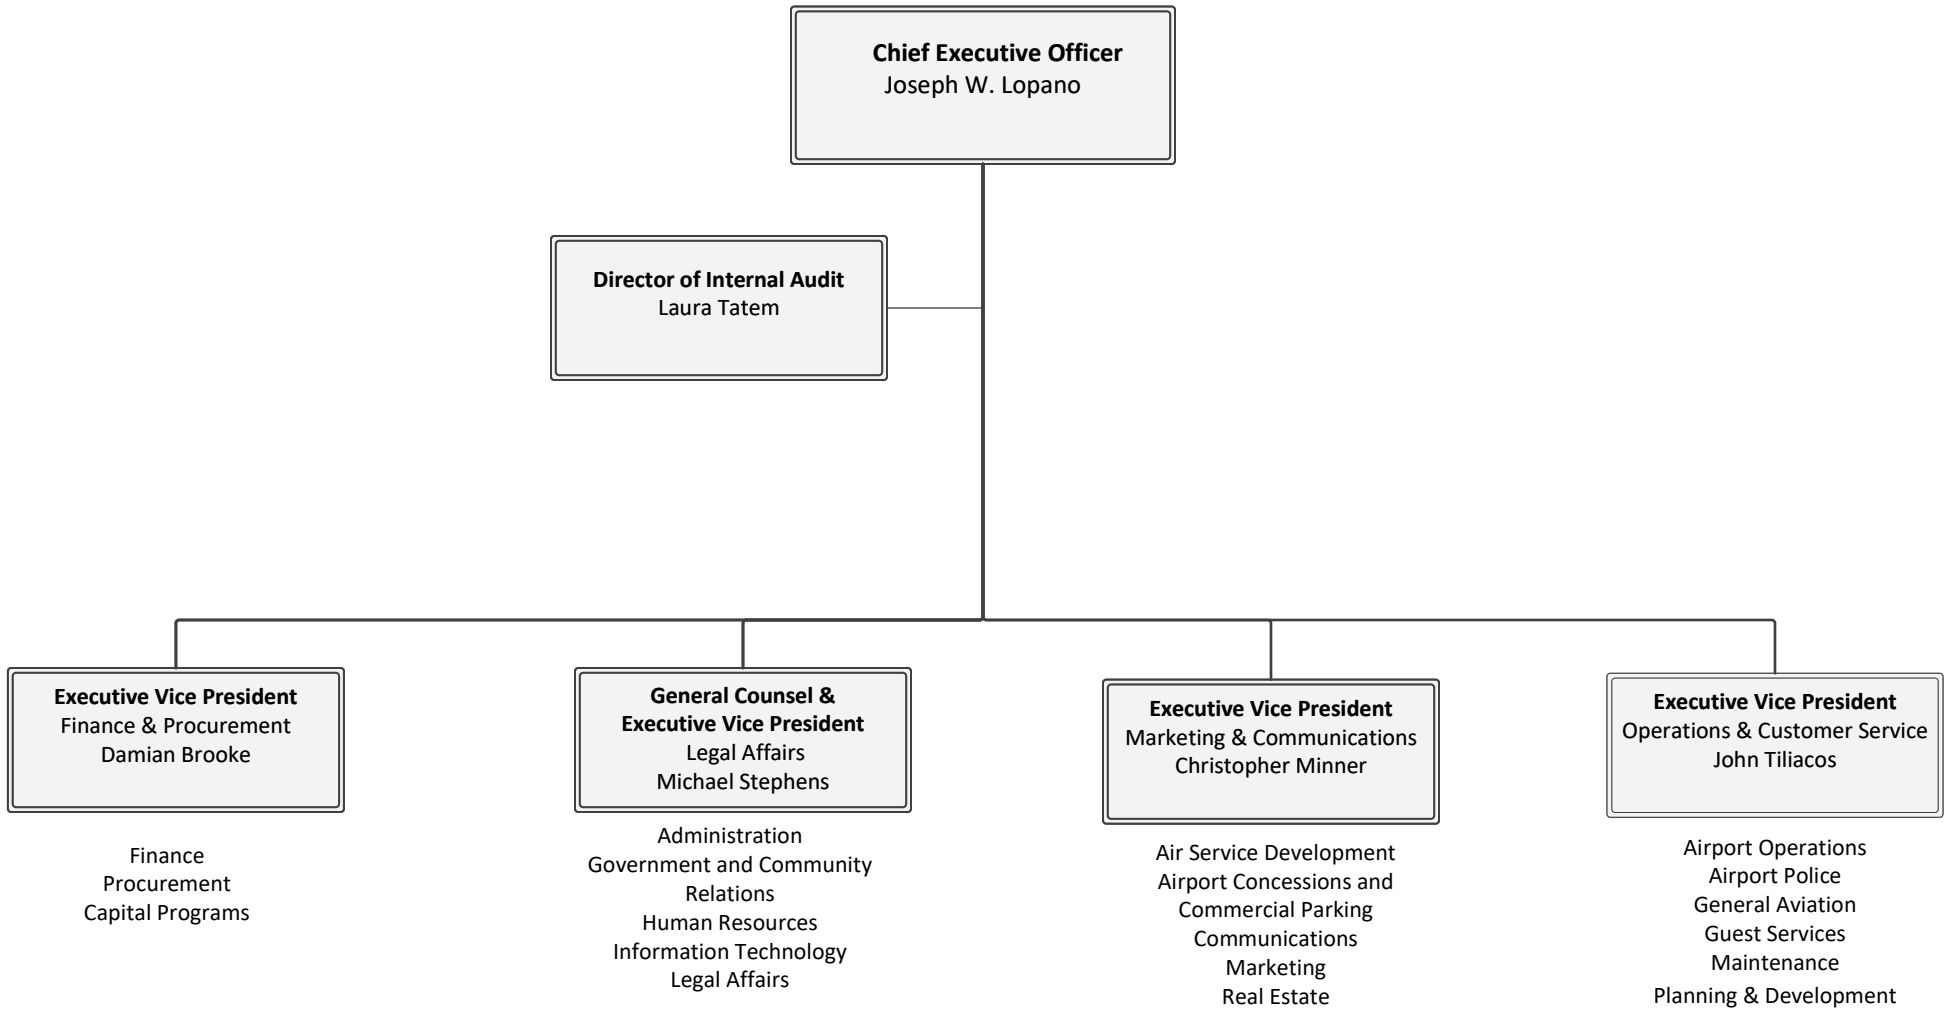 Chief Executive Officer
Joseph W. Lopano
Director of Internal Audit
Laura Tatem
Executive Vice President
Finance & Procurement
Damian Brooke
Finance
Procurement
Capital Programs
General Counsel &
Executive Vice President
Legal Affairs
Michael Stephens
Administration
Government and Community
Relations
Human Resources
Information Technology
Legal Affairs
Executive Vice President
Marketing & Communications
Christopher Minner
Air Service Development
Airport Concessions and
Commercial Parking
Communications
Marketing
Real Estate
Executive Vice President
Operations & Customer Service
John Tiliacos
Airport Operations
Airport Police
General Aviation
Guest Services
Maintenance
Planning & Development